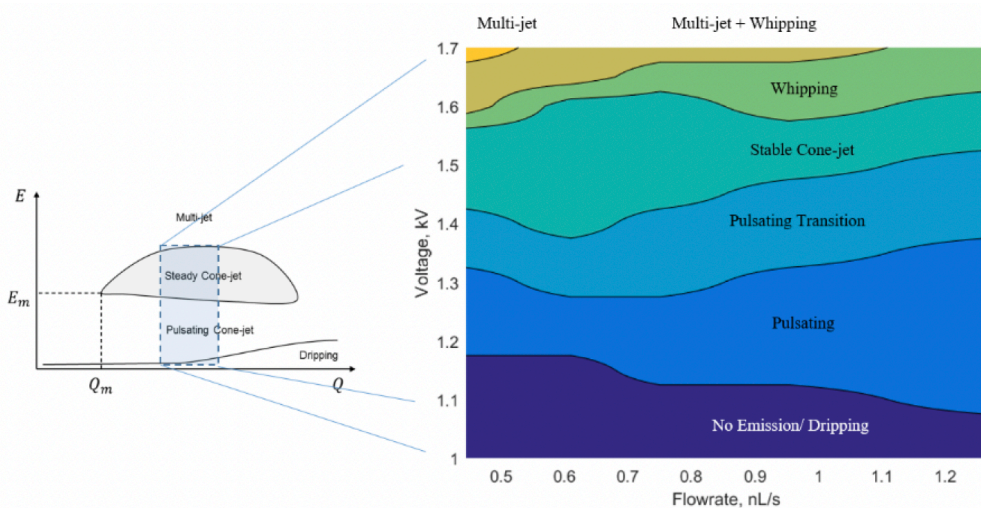 Multi-jet
Multi-jet + Whipping
E
Multi-jet
Steady Cone-jet
E_m
Pulsating Cone-jet
Dripping
Q_m
Q
Voltage, kV
1.7
1.6
1.5
1.4
1.3
1.2
1.1
1
Whipping
Stable Cone-jet
Pulsating Transition
Pulsating
No Emission/ Dripping
0.5 0.6 0.7 0.8 0.9 1 1.1 1.2
Flowrate, nL/s